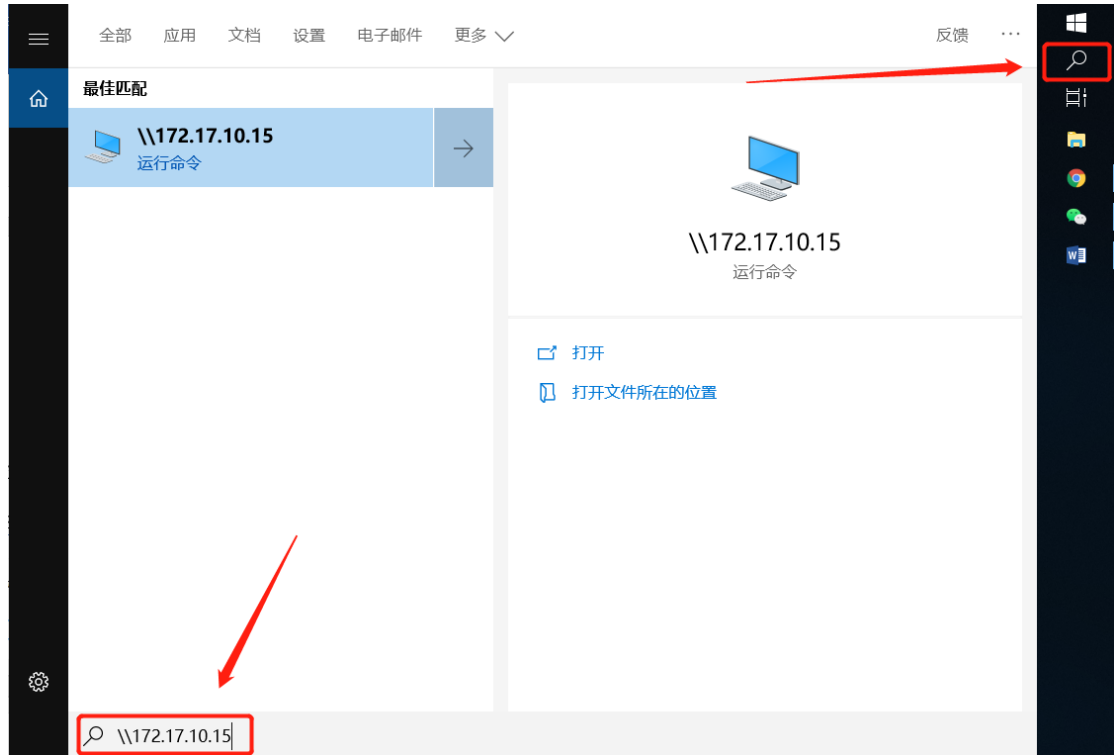 全部 应用 文档 设置 电子邮件 更多 反馈 ···
最佳匹配
\\172.17.10.15
运行命令
\\172.17.10.15
运行命令
打开
打开文件所在的位置
\\172.17.10.15